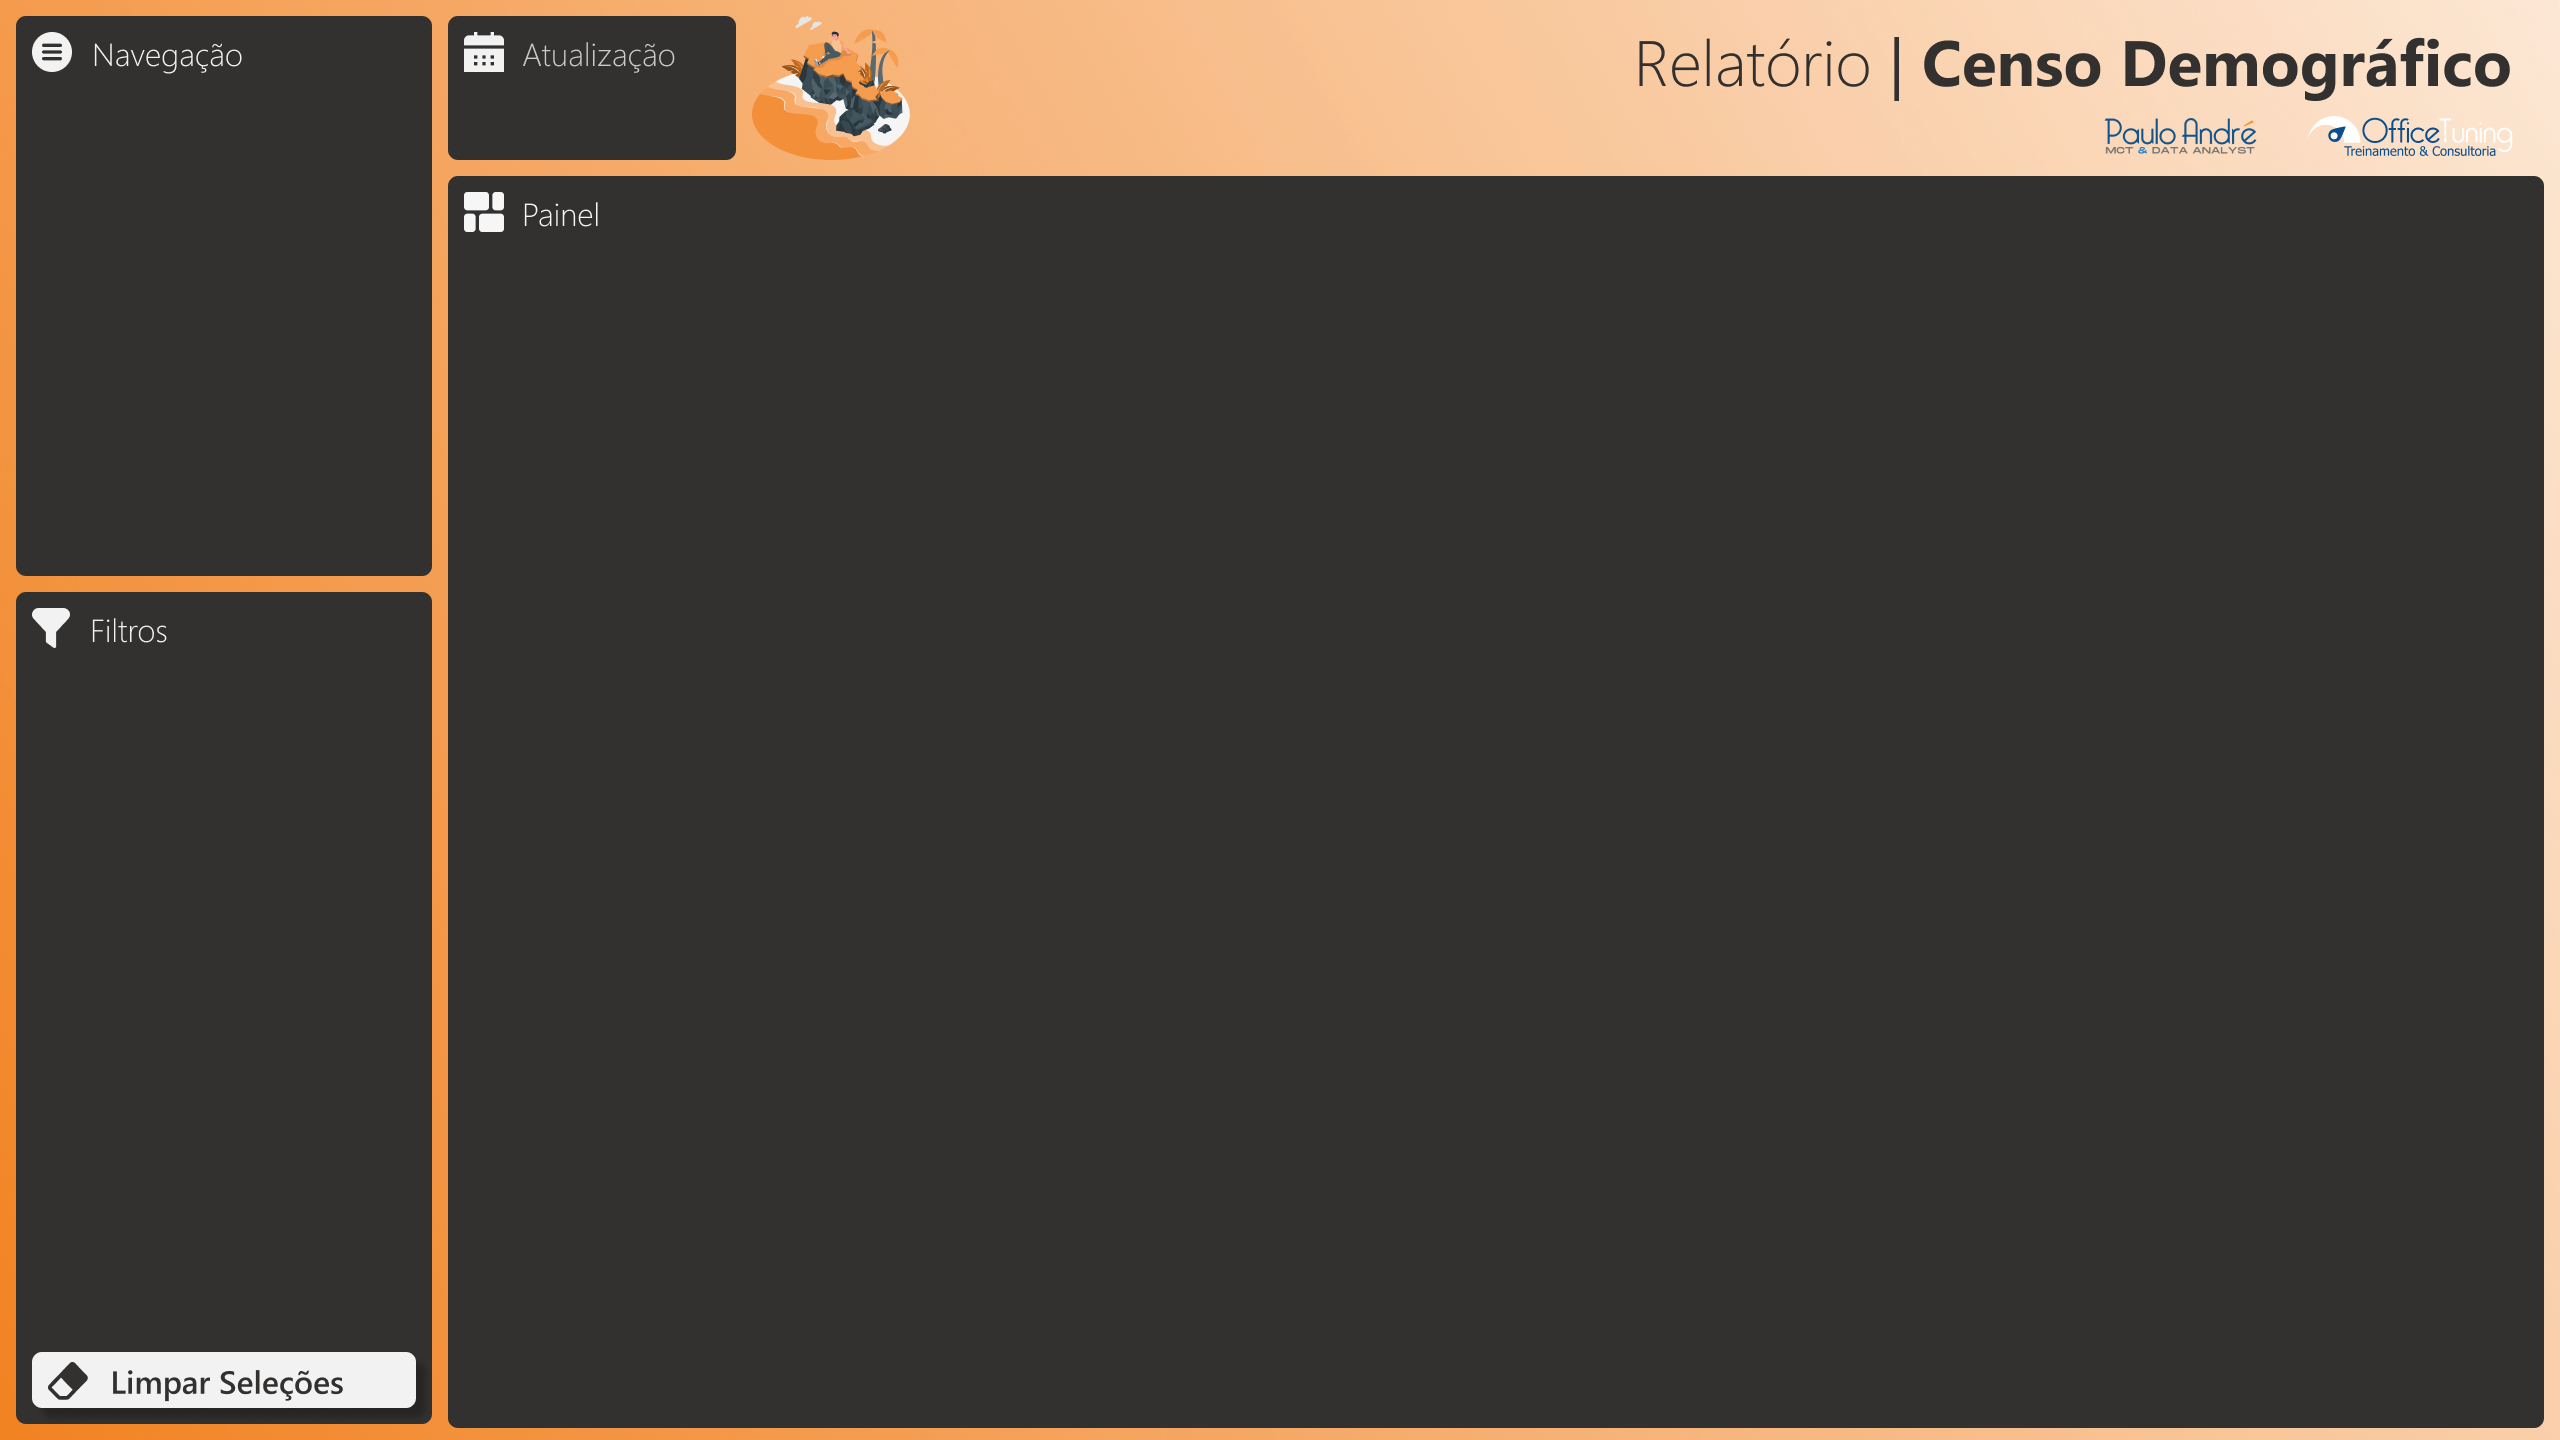 Navegação
Atualização
Relatório | Censo Demográfico
Paulo André
MCT & DATA ANALYST
OfficeTuning
Treinamento & Consultoria
Painel
Filtros
Limpar Seleções